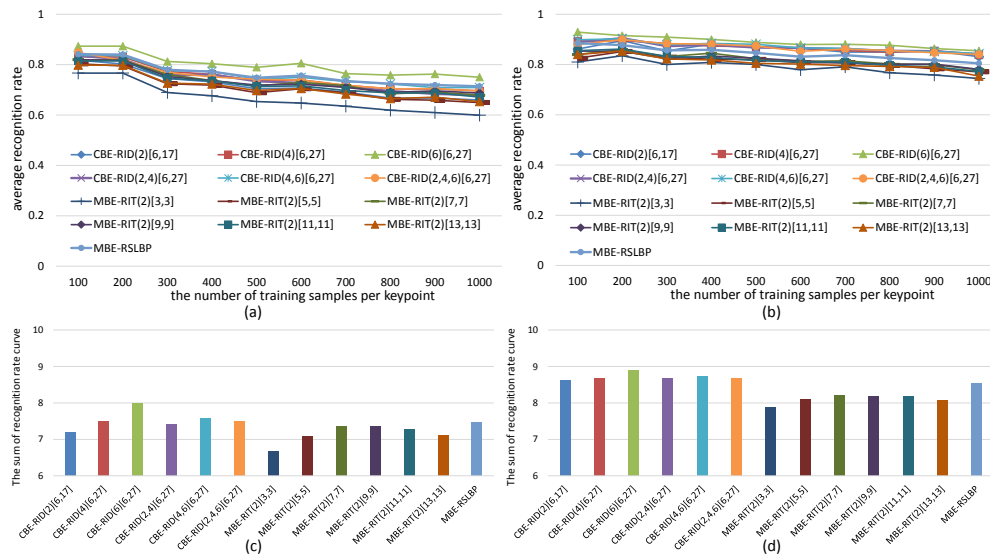 average recognition rate
1
0.8
0.6
0.4
0.2
0
CBE-RID(2)[6,17] CBE-RID(4)[6,27] CBE-RID(6)[6,27]
CBE-RID(2,4)[6,27] CBE-RID(4,6)[6,27] CBE-RID(2,4,6)[6,27]
MBE-RIT(2)[3,3] MBE-RIT(2)[5,5] MBE-RIT(2)[7,7]
MBE-RIT(2)[9,9] MBE-RIT(2)[11,11] MBE-RIT(2)[13,13]
MBE-RSLBP
100 200 300 400 500 600 700 800 900 1000
the number of training samples per keypoint
(a)
average recognition rate
1
0.8
0.6
0.4
0.2
0
CBE-RID(2)[6,17] CBE-RID(4)[6,27] CBE-RID(6)[6,27]
CBE-RID(2,4)[6,27] CBE-RID(4,6)[6,27] CBE-RID(2,4,6)[6,27]
MBE-RIT(2)[3,3] MBE-RIT(2)[5,5] MBE-RIT(2)[7,7]
MBE-RIT(2)[9,9] MBE-RIT(2)[11,11] MBE-RIT(2)[13,13]
MBE-RSLBP
100 200 300 400 500 600 700 800 900 1000
the number of training samples per keypoint
(b)
The sum of recognition rate curve
10
9
8
7
6
CBE-RID(2)[6,17]
CBE-RID(4)[6,27]
CBE-RID(6)[6,27]
CBE-RID(2,4)[6,27]
CBE-RID(4,6)[6,27]
CBE-RID(2,4,6)[6,27]
MBE-RIT(2)[3,3]
MBE-RIT(2)[5,5]
MBE-RIT(2)[7,7]
MBE-RIT(2)[9,9]
MBE-RIT(2)[11,11]
MBE-RIT(2)[13,13]
MBE-RSLBP
(c)
The sum of recognition rate curve
10
9
8
7
6
CBE-RID(2)[6,17]
CBE-RID(4)[6,27]
CBE-RID(6)[6,27]
CBE-RID(2,4)[6,27]
CBE-RID(4,6)[6,27]
CBE-RID(2,4,6)[6,27]
MBE-RIT(2)[3,3]
MBE-RIT(2)[5,5]
MBE-RIT(2)[7,7]
MBE-RIT(2)[9,9]
MBE-RIT(2)[11,11]
MBE-RIT(2)[13,13]
MBE-RSLBP
(d)